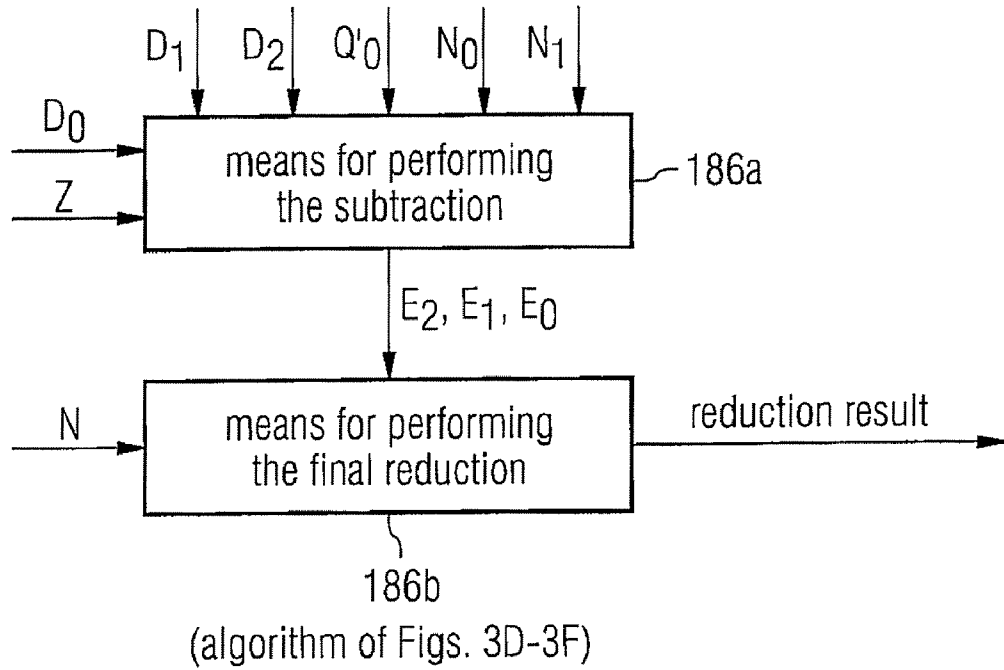 D1 D2 Q'0 N0 N1
D0
Z
means for performing
the subtraction
186a
E2, E1, E0
N
means for performing
the final reduction
reduction result
186b
(algorithm of Figs. 3D-3F)